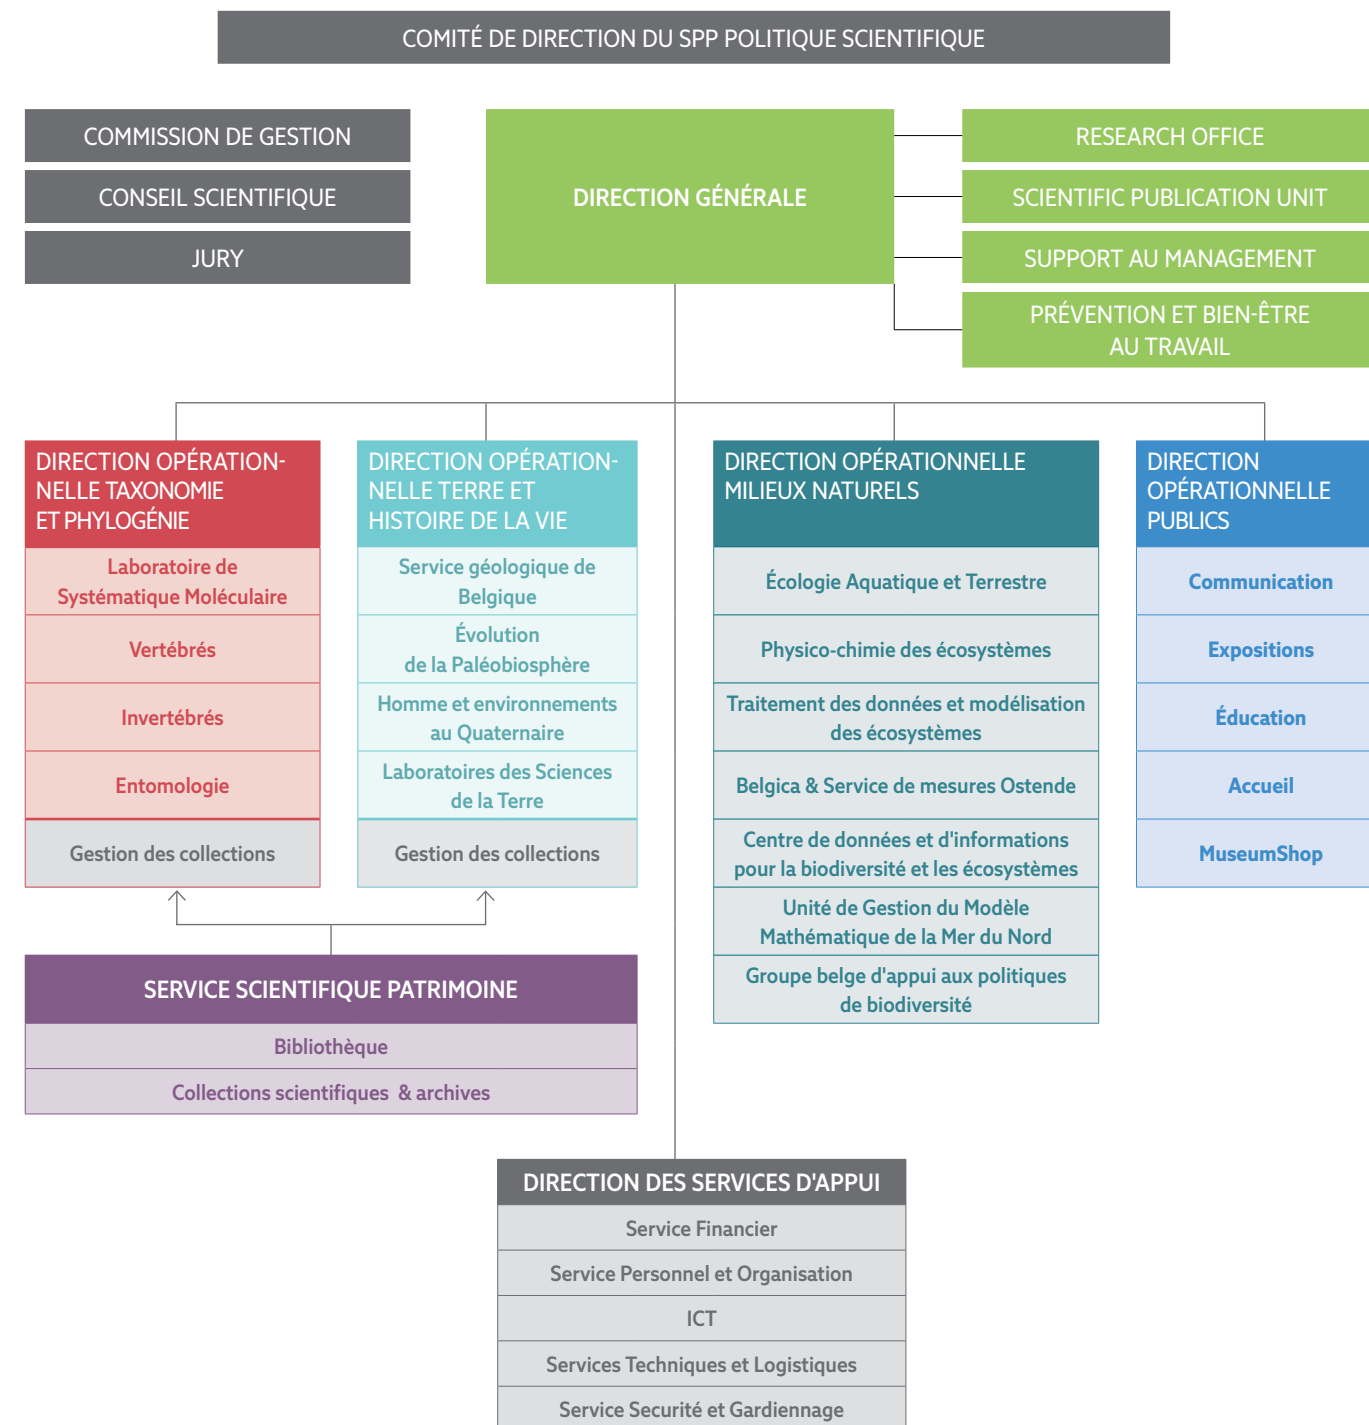 COMITÉ DE DIRECTION DU SPP POLITIQUE SCIENTIFIQUE
COMMISSION DE GESTION
CONSEIL SCIENTIFIQUE
JURY
DIRECTION GÉNÉRALE
RESEARCH OFFICE
SCIENTIFIC PUBLICATION UNIT
SUPPORT AU MANAGEMENT
PRÉVENTION ET BIEN-ÊTRE
AU TRAVAIL
DIRECTION OPÉRATION-
NELLE TAXONOMIE
ET PHYLOGÉNIE
Laboratoire de
Systématique Moléculaire
Vertébrés
Invertébrés
Entomologie
Gestion des collections
DIRECTION OPÉRATION-
NELLE TERRE ET
HISTOIRE DE LA VIE
Service géologique de
Belgique
Évolution
de la Paléobiosphère
Homme et environnements
au Quaternaire
Laboratoires des Sciences
de la Terre
Gestion des collections
DIRECTION OPÉRATIONNELLE
MILIEUX NATURELS
Écologie Aquatique et Terrestre
Physico-chimie des écosystèmes
Traitement des données et modélisation
des écosystèmes
Belgica & Service de mesures Ostende
Centre de données et d'informations
pour la biodiversité et les écosystèmes
Unité de Gestion du Modèle
Mathématique de la Mer du Nord
Groupe belge d'appui aux politiques
de biodiversité
DIRECTION
OPÉRATIONNELLE
PUBLICS
Communication
Expositions
Éducation
Accueil
MuseumShop
SERVICE SCIENTIFIQUE PATRIMOINE
Bibliothèque
Collections scientifiques & archives
DIRECTION DES SERVICES D'APPUI
Service Financier
Service Personnel et Organisation
ICT
Services Techniques et Logistiques
Service Securité et Gardiennage